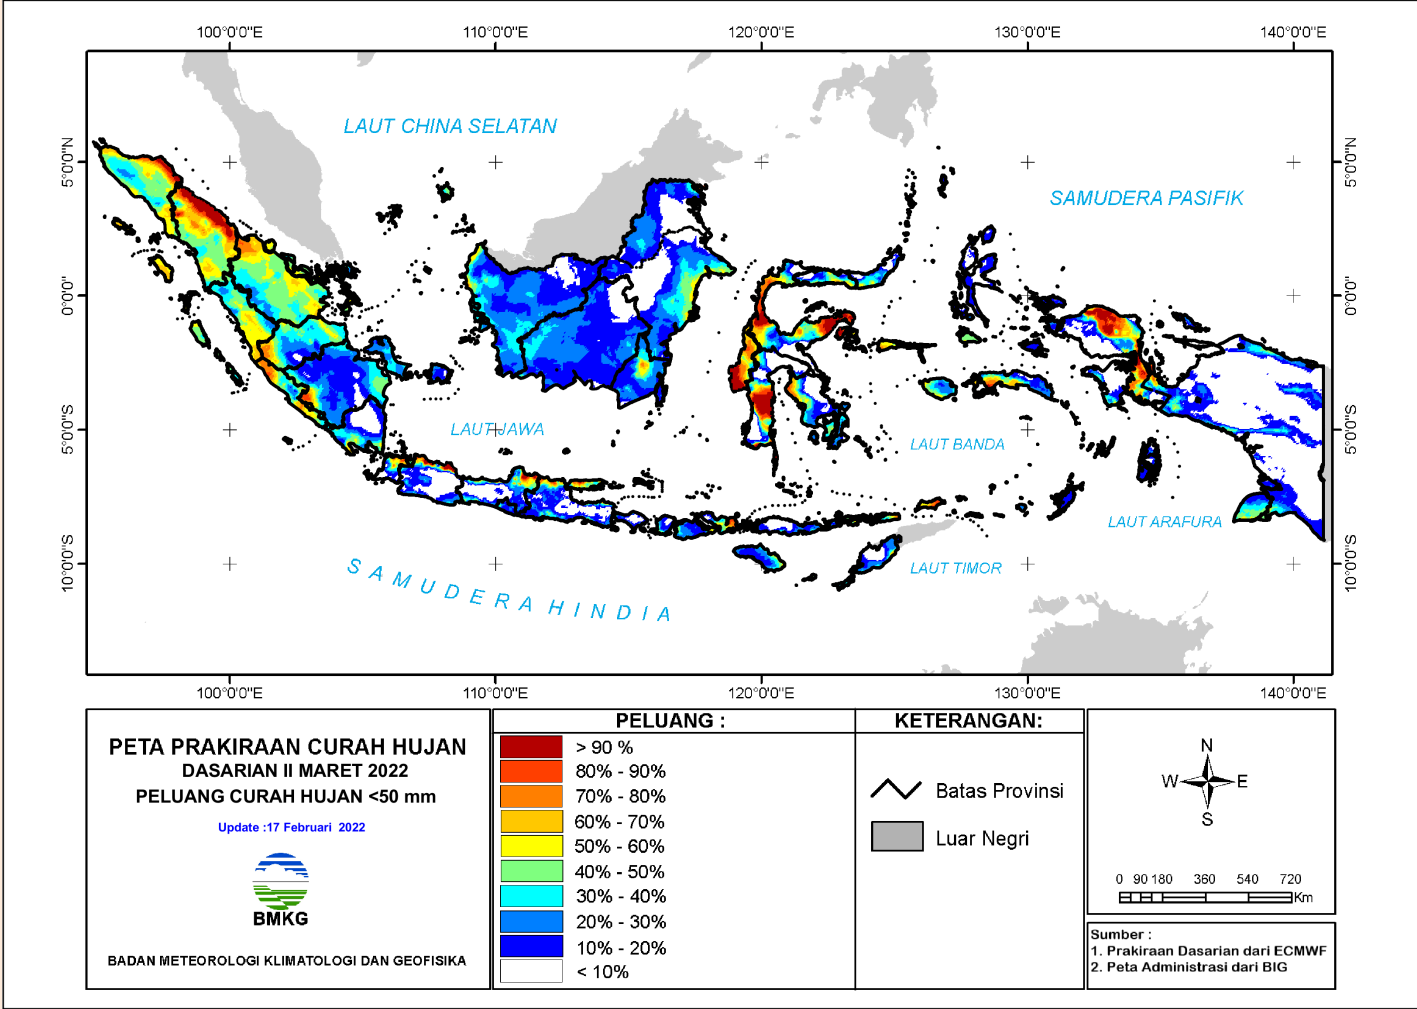 100°0'0"E 110°0'0"E 120°0'0"E 130°0'0"E 140°0'0"E
5°0'0"N 5°0'0"N
0°0'0" 0°0'0"
5°0'0"S 5°0'0"S
10°0'0"S 10°0'0"S
LAUT CHINA SELATAN
SAMUDERA PASIFIK
LAUT JAWA
LAUT BANDA
LAUT ARAFURA
LAUT TIMOR
SAMUDERA HINDIA
100°0'0"E 110°0'0"E 120°0'0"E 130°0'0"E 140°0'0"E
PETA PRAKIRAAN CURAH HUJAN
DASARIAN II MARET 2022
PELUANG CURAH HUJAN <50 mm
Update :17 Februari 2022
BMKG
BADAN METEOROLOGI KLIMATOLOGI DAN GEOFISIKA
PELUANG :
> 90 %
80% - 90%
70% - 80%
60% - 70%
50% - 60%
40% - 50%
30% - 40%
20% - 30%
10% - 20%
< 10%
KETERANGAN:
Batas Provinsi
Luar Negri
N
W E
S
0 90 180 360 540 720
Km
Sumber :
1. Prakiraan Dasarian dari ECMWF
2. Peta Administrasi dari BIG